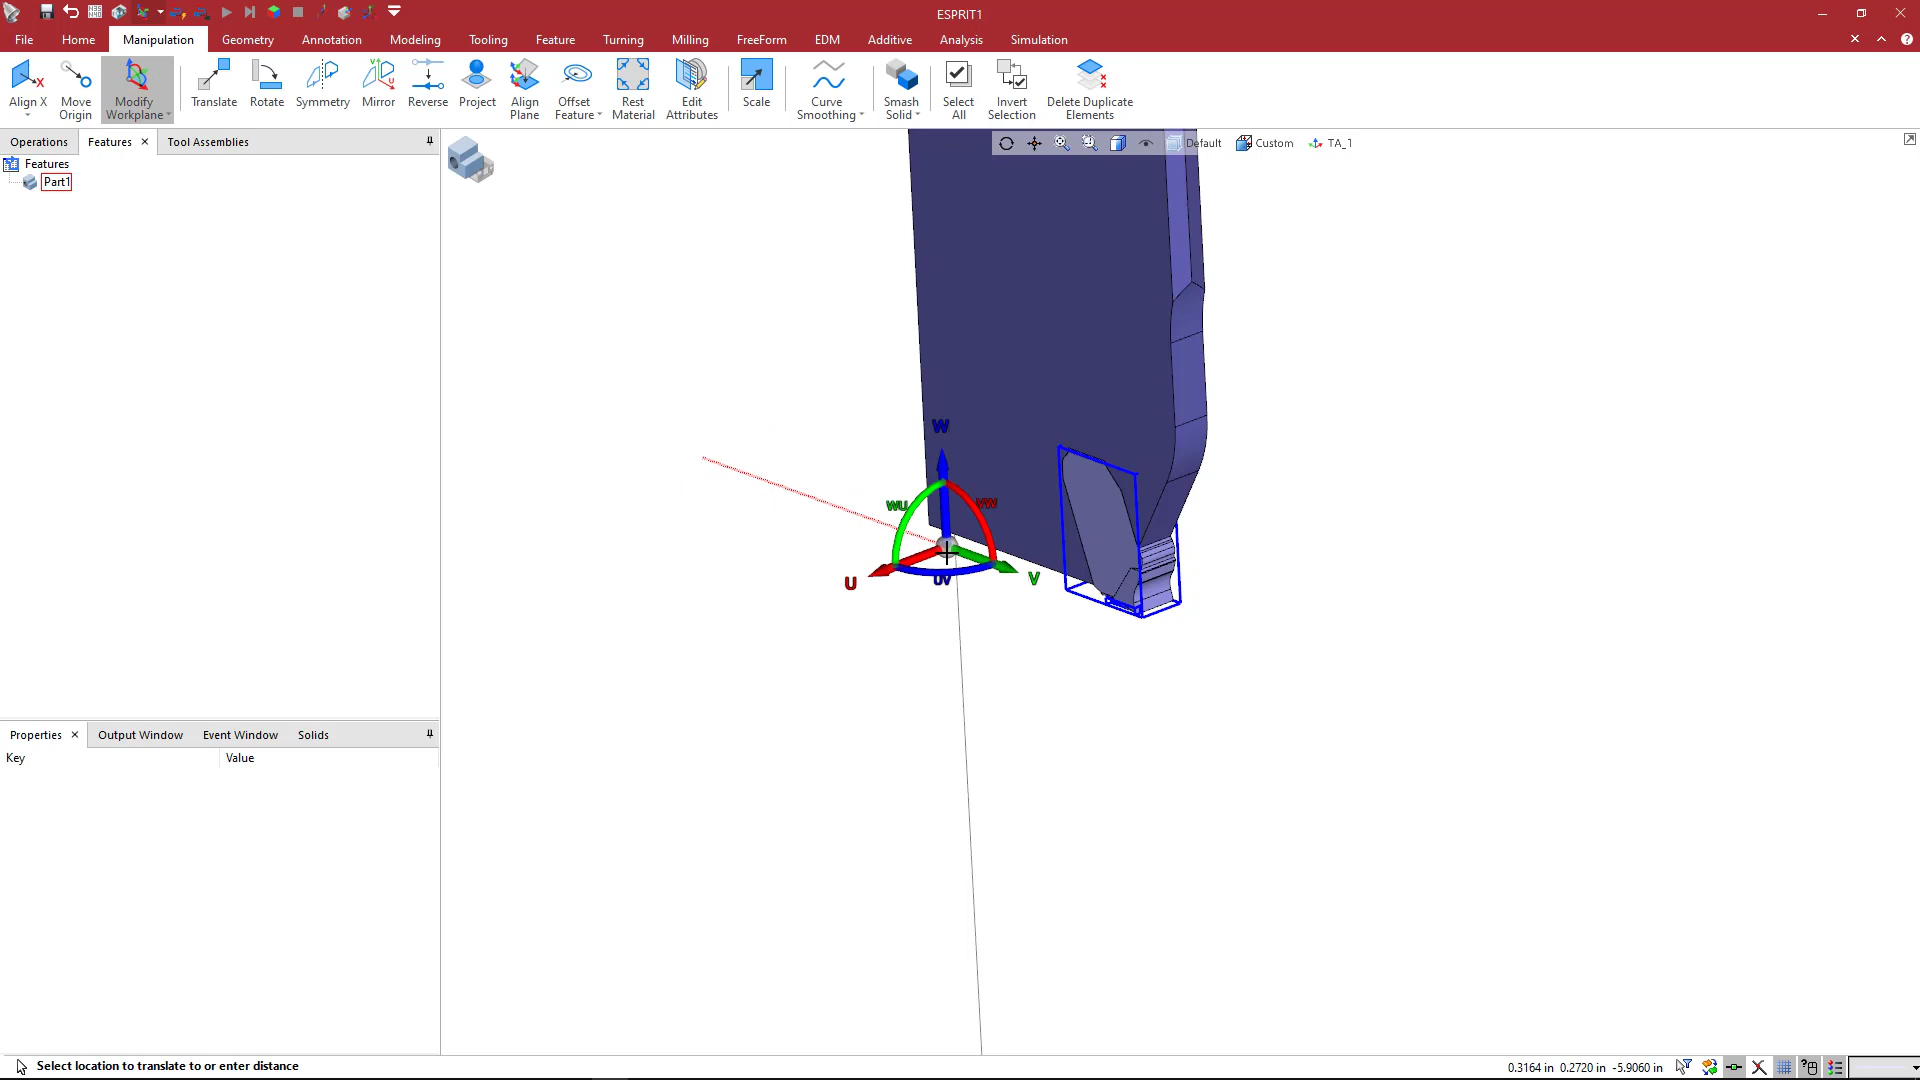 ESPRIT1
File Home Manipulation Geometry Annotation Modeling Tooling Feature Turning Milling FreeForm EDM Additive Analysis Simulation
Align X
Move Origin
Modify Workplane
Translate
Rotate
Symmetry
Mirror
Reverse
Project
Align Plane
Offset Feature
Rest Material
Edit Attributes
Scale
Curve Smoothing
Smash Solid
Select All
Invert Selection
Delete Duplicate Elements
Operations Features Tool Assemblies
Default Custom TA_1
Features
Part1
W
WU VW
U UV V
Properties Output Window Event Window Solids
Key Value
Select location to translate to or enter distance
0.3164 in 0.2720 in -5.9060 in